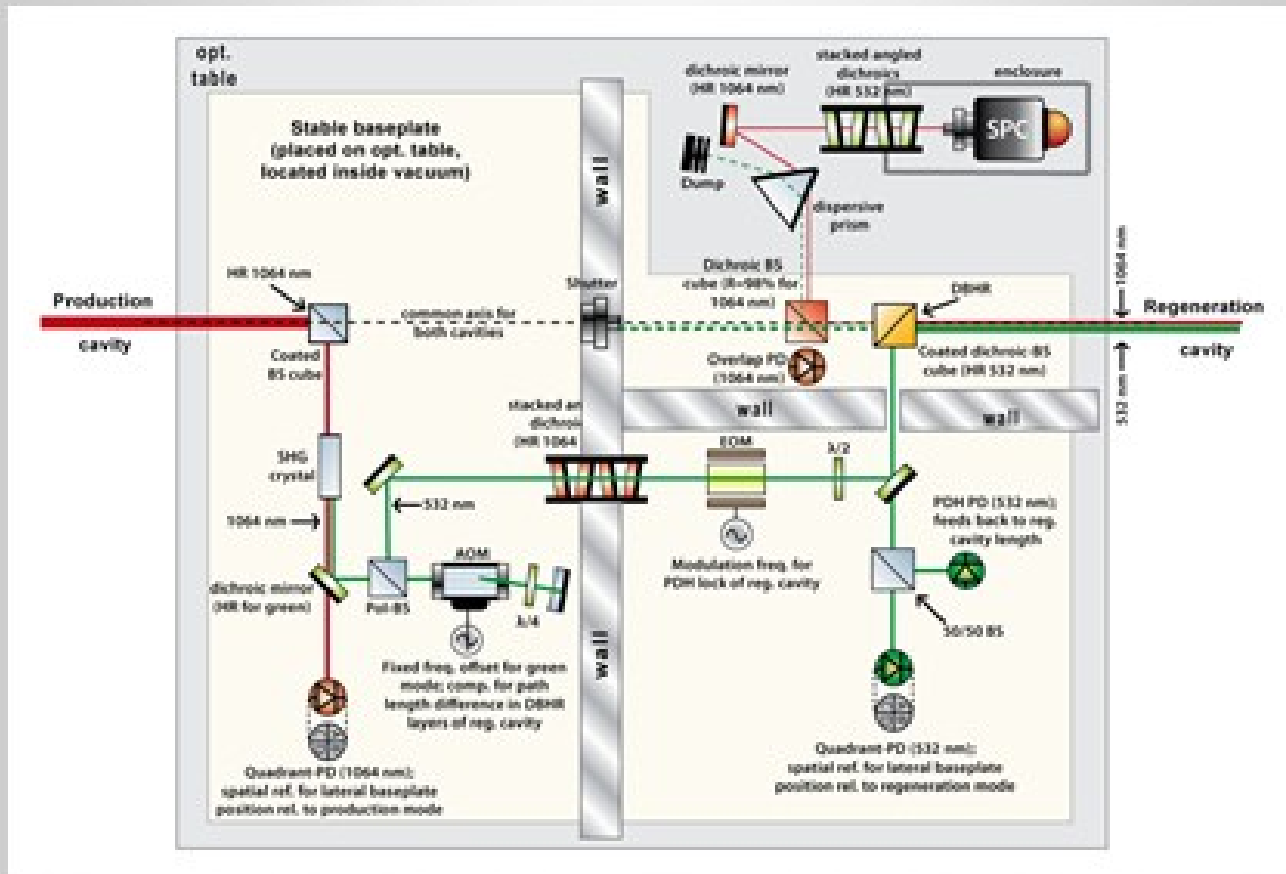 opt.
table
Stable baseplate
(placed on opt. table,
located inside vacuum)
wall
dichroic mirror
(HR 1064 nm)
stacked angled
dichroics
(HR 532 nm)
enclosure
SPC
Dump
dispersive
prism
HR 1064 nm
Production
cavity
Coated
BS cube
common axis for
both cavities
Shutter
Dichroic BS
cube (R=98% for
1064 nm)
Overlap PD
(1064 nm)
DBHR
Coated dichroic-BS
cube (HR 532 nm)
1064 nm
Regeneration
cavity
532 nm
wall
wall
stacked an
dichroi
(HR 1064
SHG
crystal
1064 nm
532 nm
EOM
λ/2
Modulation freq. for
PDH lock of reg. cavity
PDH PD (532 nm);
feeds back to reg.
cavity length
dichroic mirror
(HR for green)
Pol-BS
AOM
λ/4
50/50 BS
wall
Fixed freq. offset for green
mode; comp. for path
length difference in DBHR
layers of reg. cavity
Quadrant-PD (1064 nm);
spatial ref. for lateral baseplate
position rel. to production mode
Quadrant-PD (532 nm);
spatial ref. for lateral baseplate
position rel. to regeneration mode